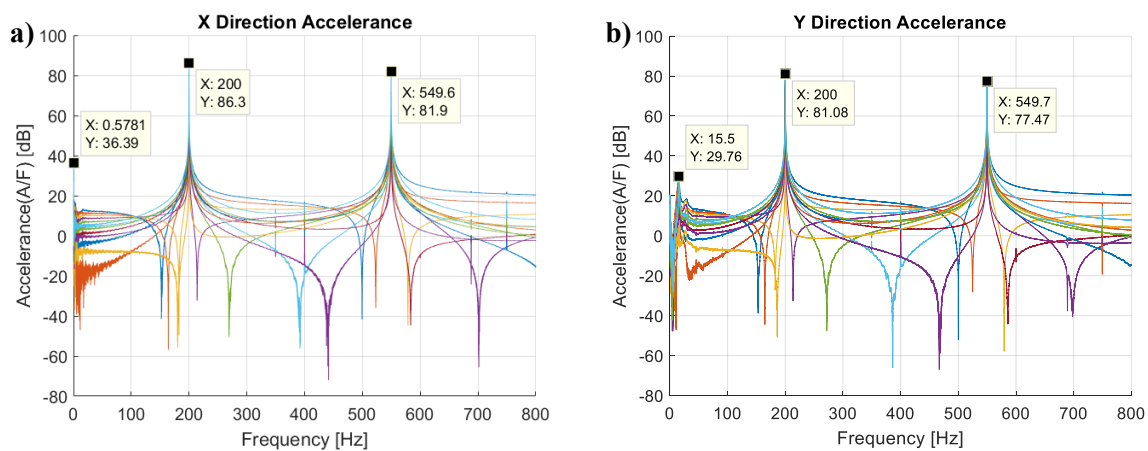 a)
X Direction Accelerance
Accelerance(A/F) [dB]
100
80
60
40
20
0
-20
-40
-60
-80
X: 0.5781
Y: 36.39
X: 200
Y: 86.3
X: 549.6
Y: 81.9
0 100 200 300 400 500 600 700 800
Frequency [Hz]
b)
Y Direction Accelerance
Accelerance(A/F) [dB]
100
80
60
40
20
0
-20
-40
-60
-80
X: 15.5
Y: 29.76
X: 200
Y: 81.08
X: 549.7
Y: 77.47
0 100 200 300 400 500 600 700 800
Frequency [Hz]